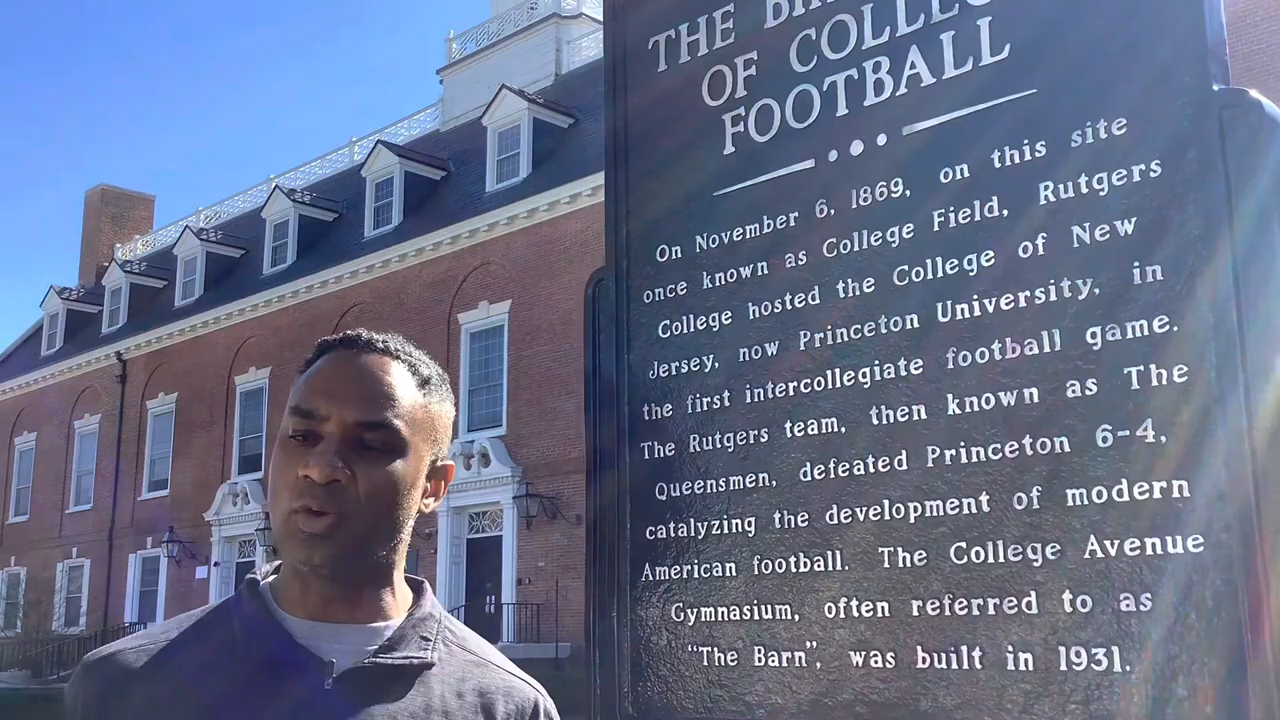 THE
OF
FOOTBALL
On November 6, 1869, on this site
once known as College Field, Rutgers
College hosted the College of New
Jersey, now Princeton University, in
the first intercollegiate football game.
The Rutgers team, then known as The
Queensmen, defeated Princeton 6-4,
catalyzing the development of modern
American football. The College Avenue
Gymnasium, often referred to as
"The Barn", was built in 1931.